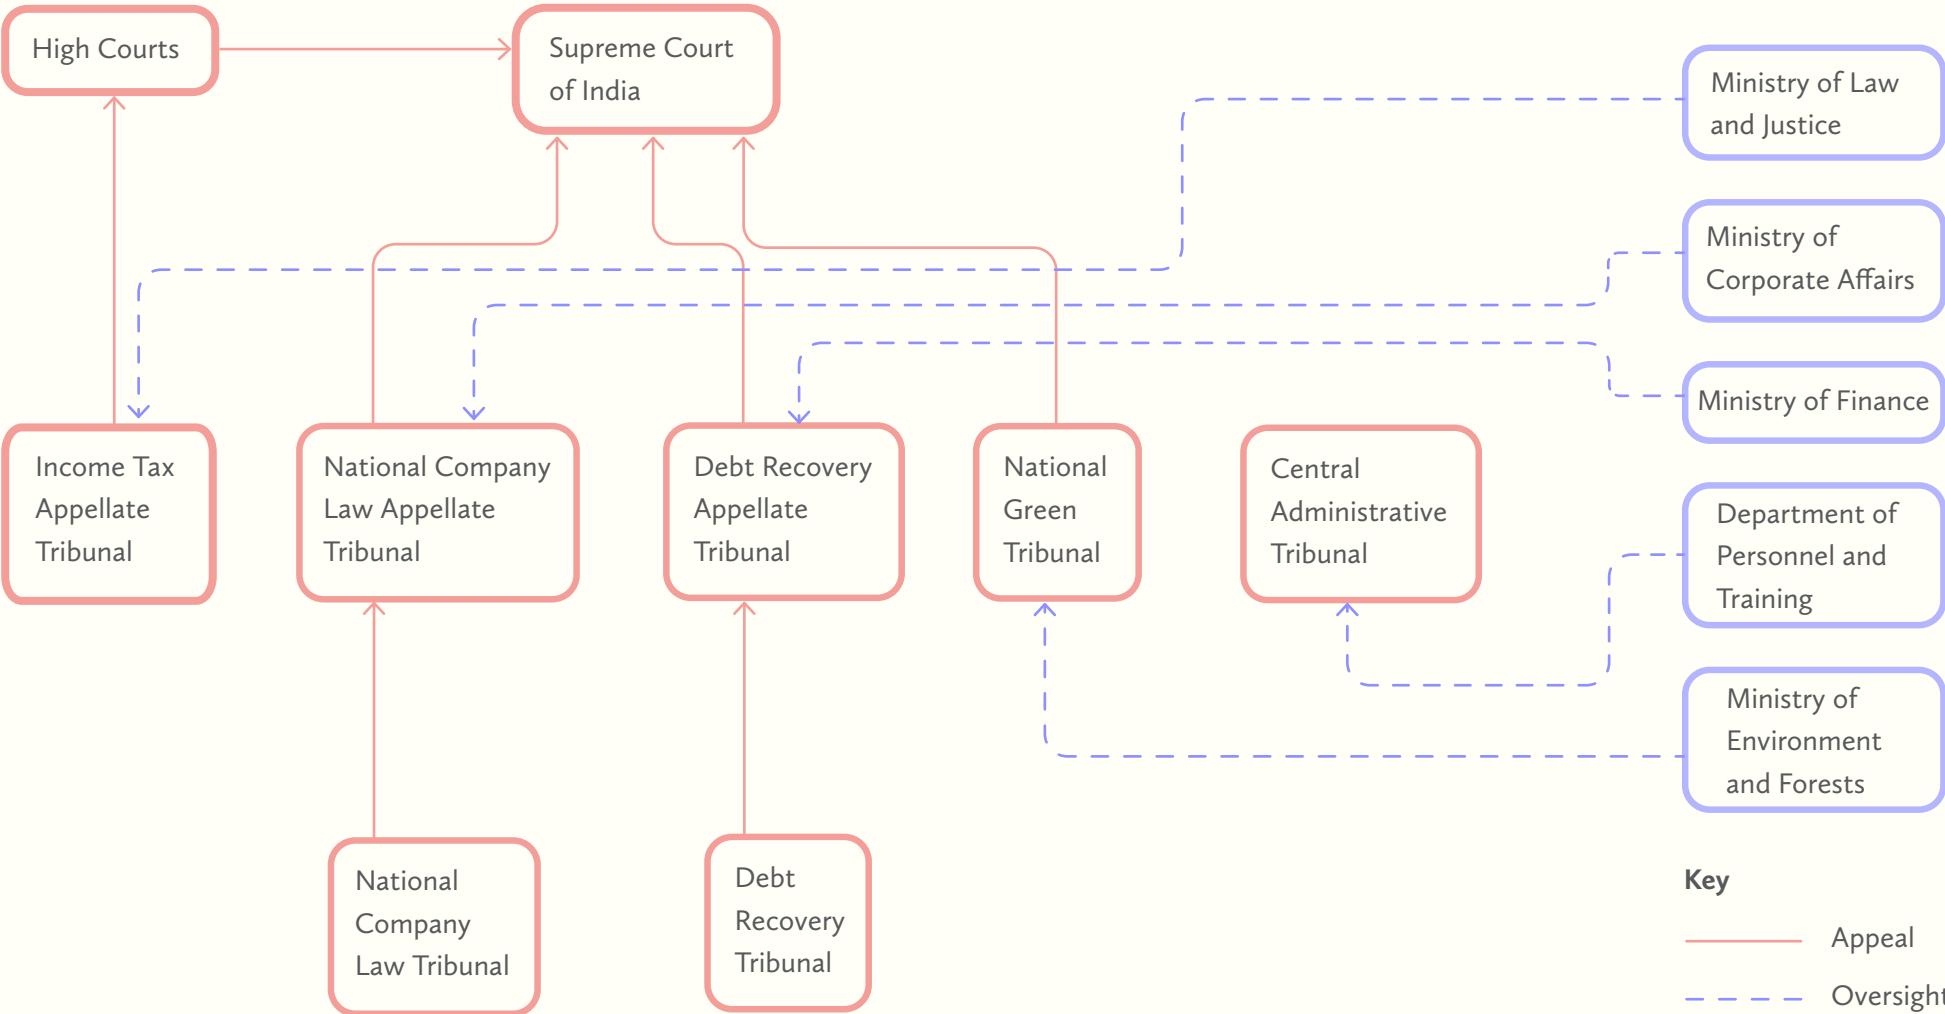 High Courts
Supreme Court
of India
Ministry of Law
and Justice
Ministry of
Corporate Affairs
Ministry of Finance
Income Tax
Appellate
Tribunal
National Company
Law Appellate
Tribunal
Debt Recovery
Appellate
Tribunal
National
Green
Tribunal
Central
Administrative
Tribunal
Department of
Personnel and
Training
Ministry of
Environment
and Forests
National
Company
Law Tribunal
Debt
Recovery
Tribunal
Key
Appeal
Oversight